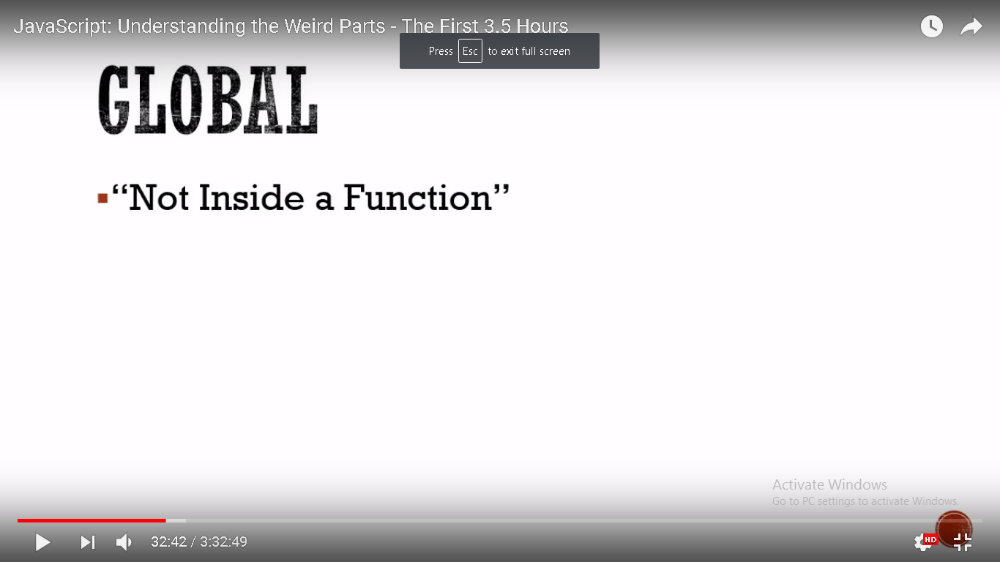 JavaScript: Understanding the Weird Parts - The First 3.5 Hours
Press Esc to exit full screen
GLOBAL
▪“Not Inside a Function”
Activate Windows
Go to PC settings to activate Windows.
32:42 / 3:32:49
HD